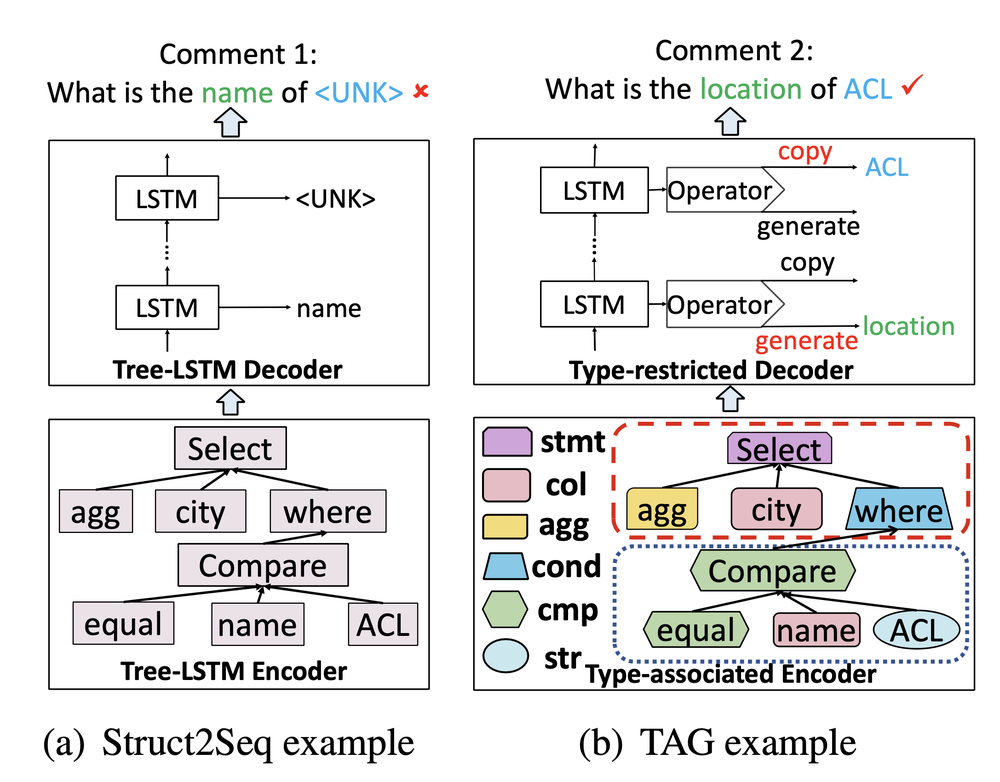 Comment 1:
What is the name of <UNK> ✘
LSTM
<UNK>
LSTM
name
Tree-LSTM Decoder
Select
agg
city
where
Compare
equal
name
ACL
Tree-LSTM Encoder
(a) Struct2Seq example
Comment 2:
What is the location of ACL ✓
copy
LSTM
Operator
ACL
generate
copy
LSTM
Operator
location
generate
Type-restricted Decoder
stmt
col
agg
cond
cmp
str
Select
agg
city
where
Compare
equal
name
ACL
Type-associated Encoder
(b) TAG example